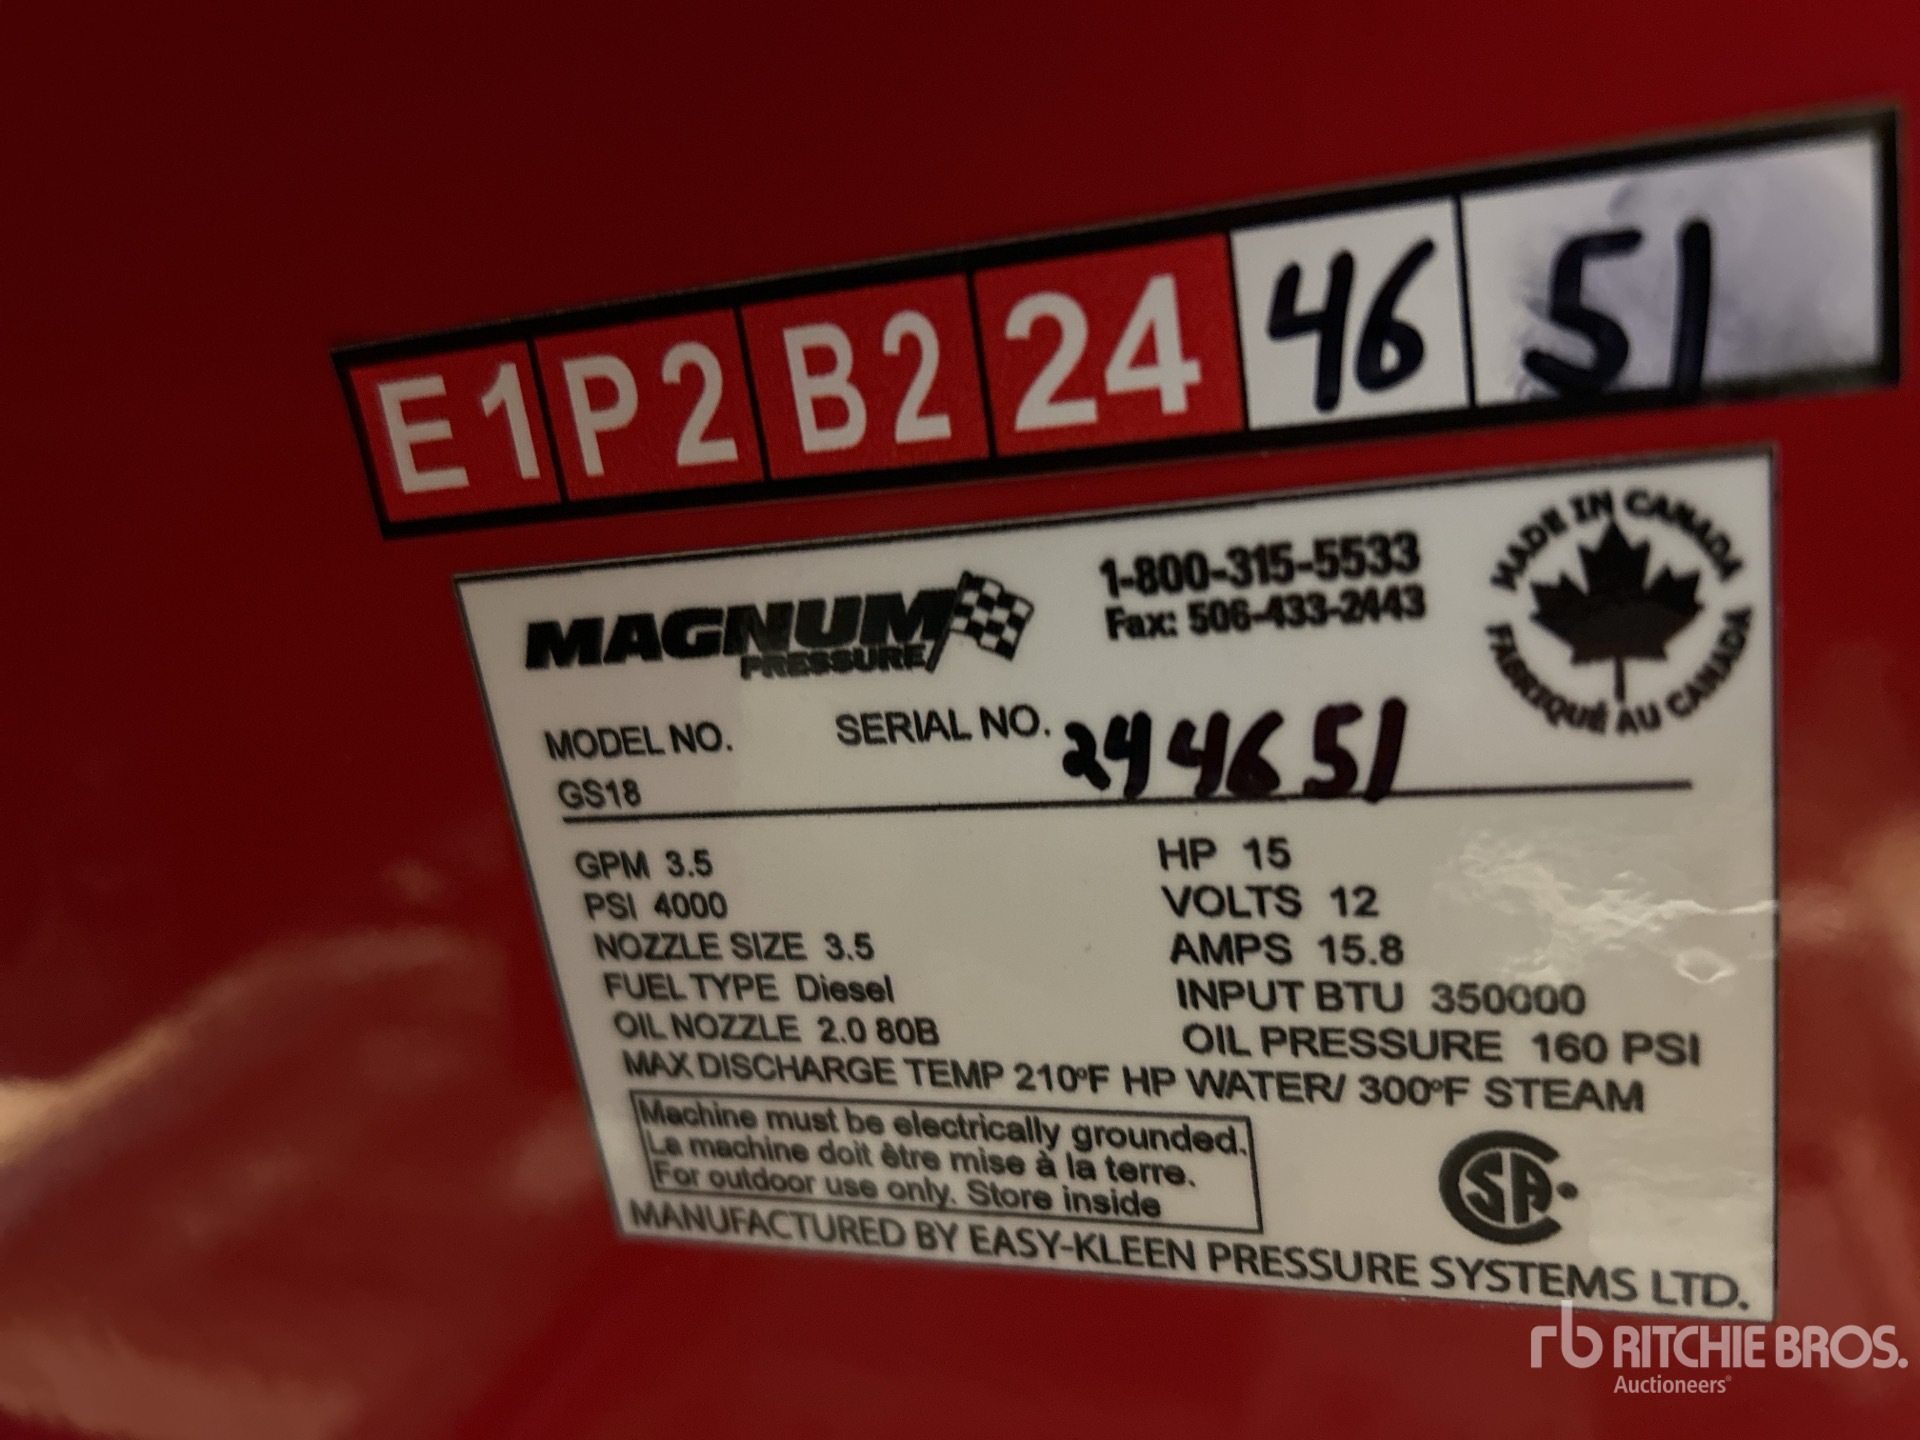 E1 P2 B2 24 46 51
MAGNUM
PRESSURE
1-800-315-5533
Fax: 506-433-2443
MADE IN CANADA
FABRIQUÉ AU CANADA
MODEL NO.
GS18
SERIAL NO. 244651
GPM 3.5
PSI 4000
NOZZLE SIZE 3.5
FUEL TYPE Diesel
OIL NOZZLE 2.0 80B
HP 15
VOLTS 12
AMPS 15.8
INPUT BTU 350000
OIL PRESSURE 160 PSI
MAX DISCHARGE TEMP 210°F HP WATER/ 300°F STEAM
Machine must be electrically grounded.
La machine doit être mise à la terre.
For outdoor use only. Store inside
CSA
MANUFACTURED BY EASY-KLEEN PRESSURE SYSTEMS LTD.
rb RITCHIE BROS.
Auctioneers®